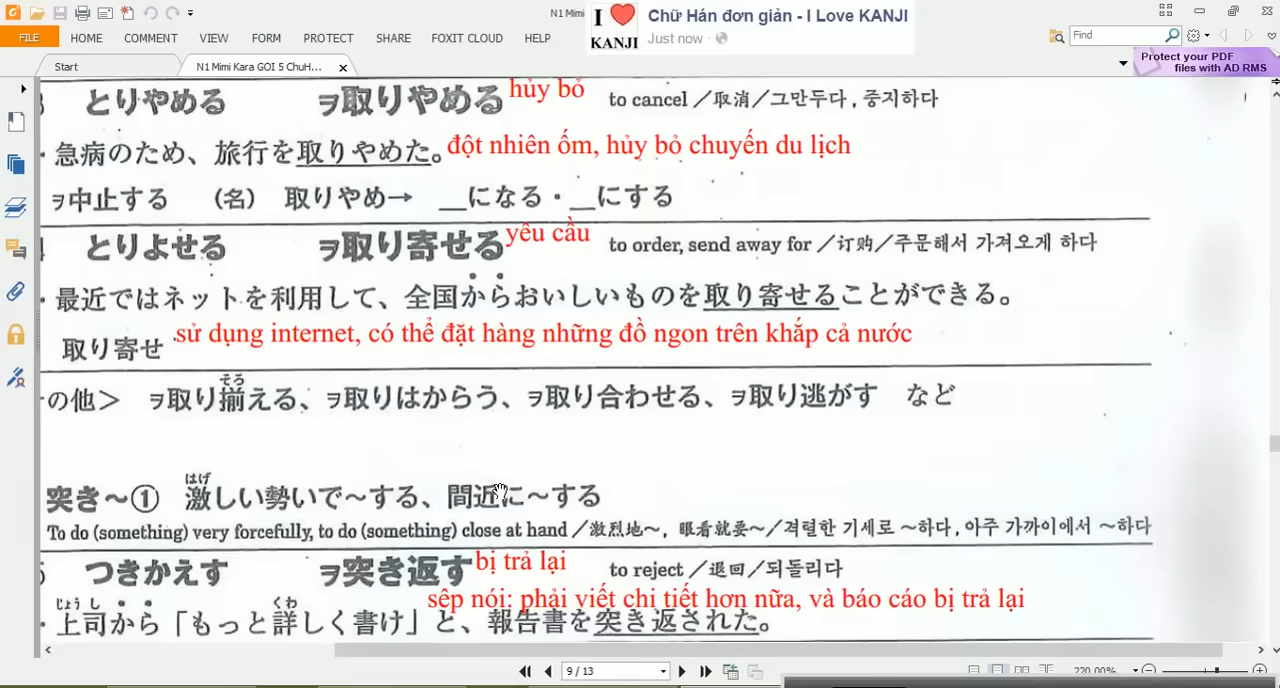 N1 Mimi
I ❤ KANJI
Chữ Hán đơn giản - I Love KANJI
Just now
FILE HOME COMMENT VIEW FORM PROTECT SHARE FOXIT CLOUD HELP
Find
Start
N1 Mimi Kara GOI 5 ChuH...
Protect your PDF
files with AD RMS
とりやめる ヲ取りやめる hủy bỏ to cancel／取消／그만두다, 중지하다
・急病のため、旅行を取りやめた。 đột nhiên ốm, hủy bỏ chuyến du lịch
ヲ中止する (名) 取りやめ→ __になる・__にする
とりよせる ヲ取り寄せる yêu cầu to order, send away for／订购／주문해서 가져오게 하다
・最近ではネットを利用して、全国からおいしいものを取り寄せることができる。
取り寄せ sử dụng internet, có thể đặt hàng những đồ ngon trên khắp cả nước
の他＞ ヲ取り揃える、ヲ取りはからう、ヲ取り合わせる、ヲ取り逃がす など
そろ
はげ
突き～① 激しい勢いで～する、間近に～する
To do (something) very forcefully, to do (something) close at hand／激烈地～, 眼看就要～／격렬한 기세로 ～하다, 아주 가까이에서 ～하다
つきかえす ヲ突き返す bị trả lại to reject／退回／되돌리다
sêp nói: phải viết chi tiết hơn nữa, và báo cáo bị trả lại
じょうし くわ
・上司から「もっと詳しく書け」と、報告書を突き返された。
9 / 13
220.00%